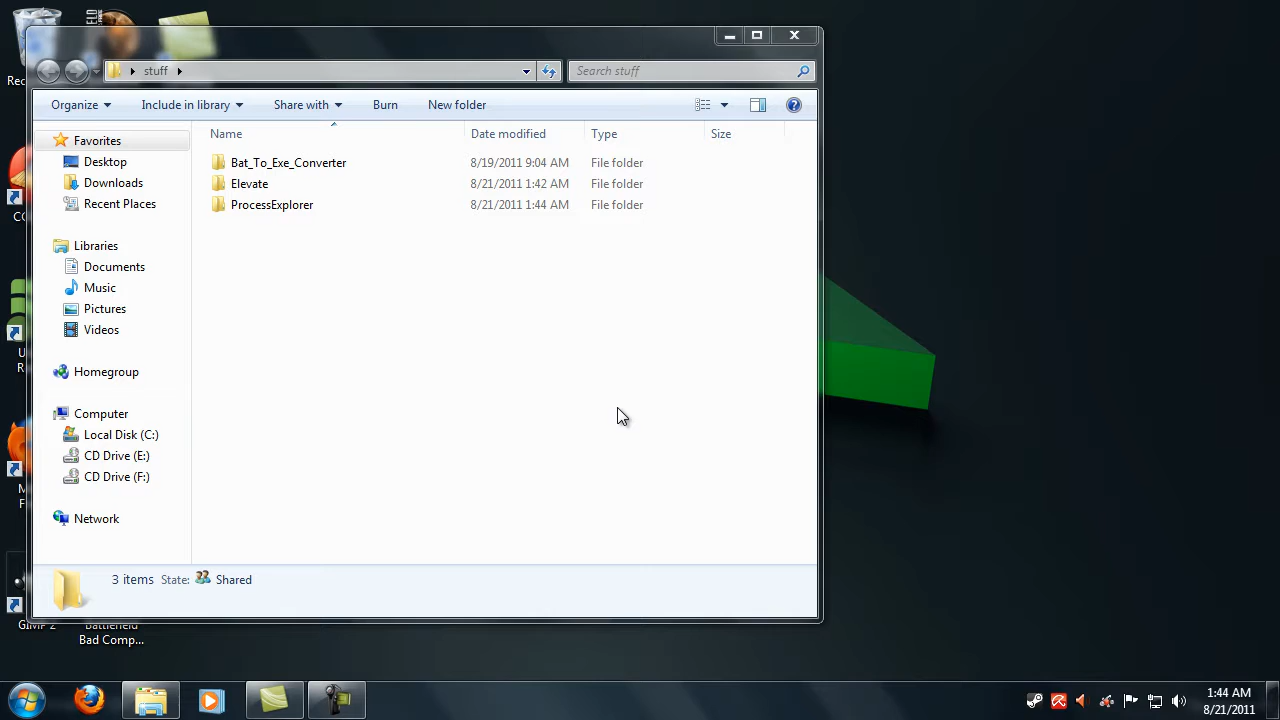 stuff
Search stuff
Organize Include in library Share with Burn New folder
Name Date modified Type Size
Favorites
Desktop
Downloads
Recent Places
Libraries
Documents
Music
Pictures
Videos
Homegroup
Computer
Local Disk (C:)
CD Drive (E:)
CD Drive (F:)
Network
Bat_To_Exe_Converter 8/19/2011 9:04 AM File folder
Elevate 8/21/2011 1:42 AM File folder
ProcessExplorer 8/21/2011 1:44 AM File folder
3 items State: Shared
Bad Comp...
1:44 AM
8/21/2011